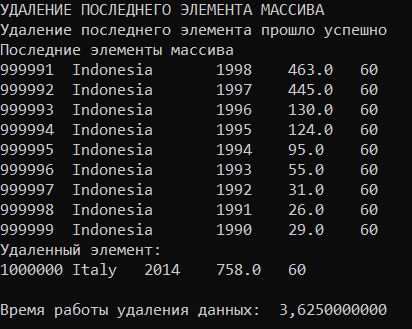 УДАЛЕНИЕ ПОСЛЕДНЕГО ЭЛЕМЕНТА МАССИВА
Удаление последнего элемента прошло успешно
Последние элементы массива
999991 Indonesia 1998 463.0 60
999992 Indonesia 1997 445.0 60
999993 Indonesia 1996 130.0 60
999995 Indonesia 1995 124.0 60
999995 Indonesia 1994 95.0 60
999996 Indonesia 1993 55.0 60
999997 Indonesia 1992 31.0 60
999998 Indonesia 1991 26.0 60
999999 Indonesia 1990 29.0 60
Удаленный элемент:
1000000 Italy 2014 758.0 60
Время работы удаления данных: 3,6250000000